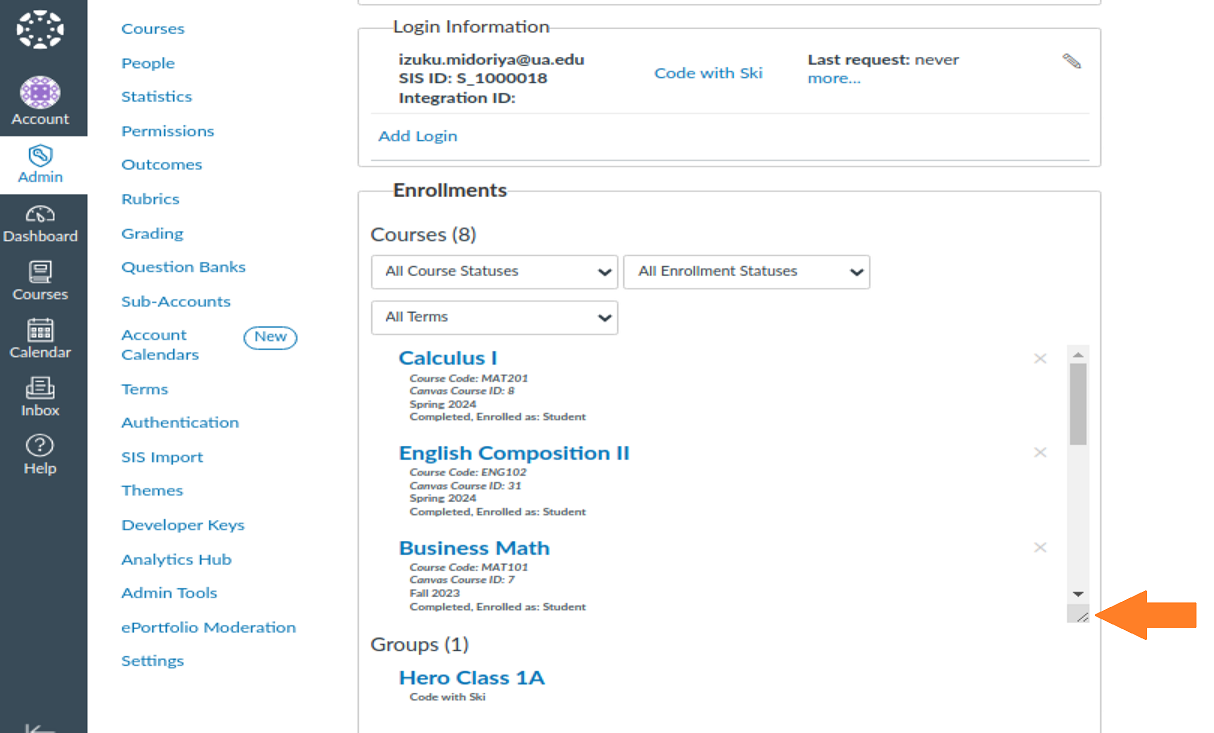 Account
Admin
Dashboard
Courses
Calendar
Inbox
Help
Courses
People
Statistics
Permissions
Outcomes
Rubrics
Grading
Question Banks
Sub-Accounts
Account
Calendars
New
Terms
Authentication
SIS Import
Themes
Developer Keys
Analytics Hub
Admin Tools
ePortfolio Moderation
Settings
Login Information
izuku.midoriya@ua.edu
SIS ID: S_1000018
Integration ID:
Code with Ski
Last request: never
more...
Add Login
Enrollments
Courses (8)
All Course Statuses
All Enrollment Statuses
All Terms
Calculus I
Course Code: MAT201
Canvas Course ID: 8
Spring 2024
Completed, Enrolled as: Student
English Composition II
Course Code: ENG102
Canvas Course ID: 31
Spring 2024
Completed, Enrolled as: Student
Business Math
Course Code: MAT101
Canvas Course ID: 7
Fall 2023
Completed, Enrolled as: Student
Groups (1)
Hero Class 1A
Code with Ski